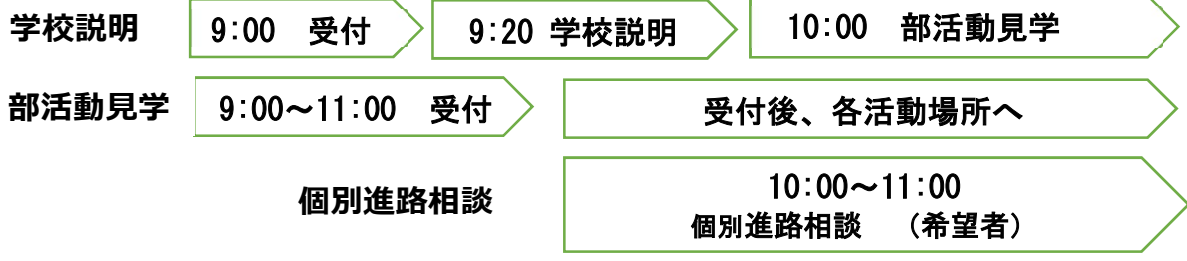 学校説明 9:00 受付 9:20 学校説明 10:00 部活動見学
部活動見学 9:00～11:00 受付 受付後、各活動場所へ
個別進路相談 10:00～11:00
個別進路相談 （希望者）